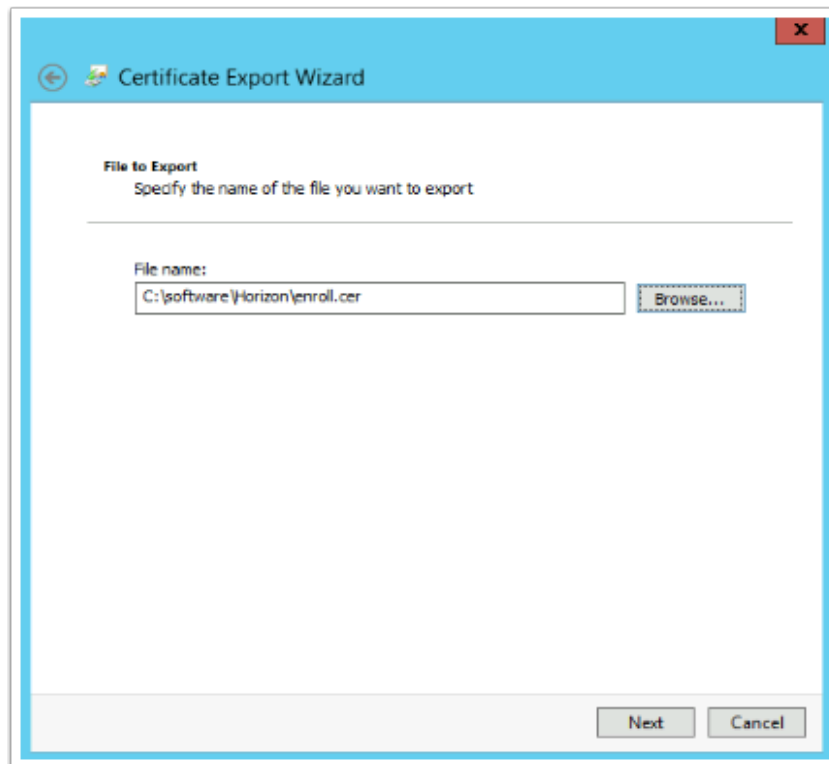 x
Certificate Export Wizard
File to Export
Specify the name of the file you want to export
File name:
C:\software\Horizon\enroll.cer
Browse...
Next
Cancel